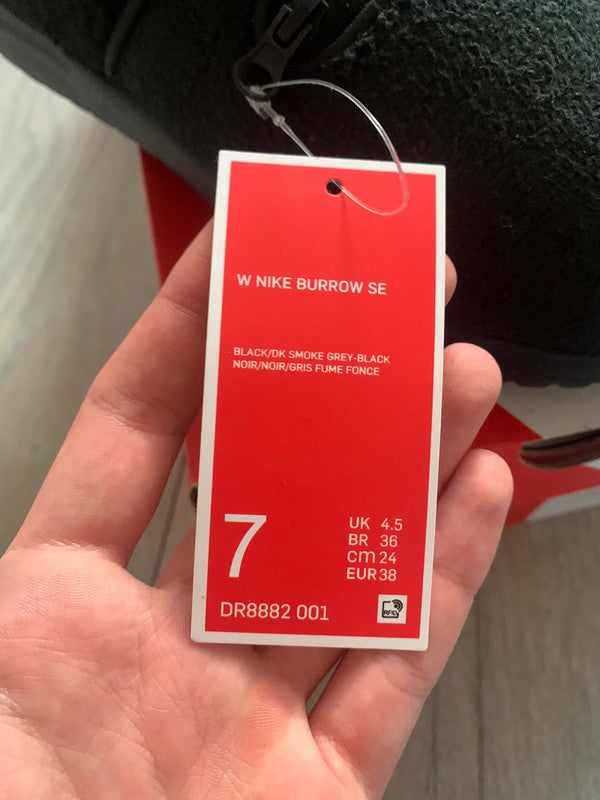 W NIKE BURROW SE
BLACK/DK SMOKE GREY-BLACK
NOIR/NOIR/GRIS FUME FONCE
7
UK 4.5
BR 36
cm 24
EUR 38
DR8882 001
RFID